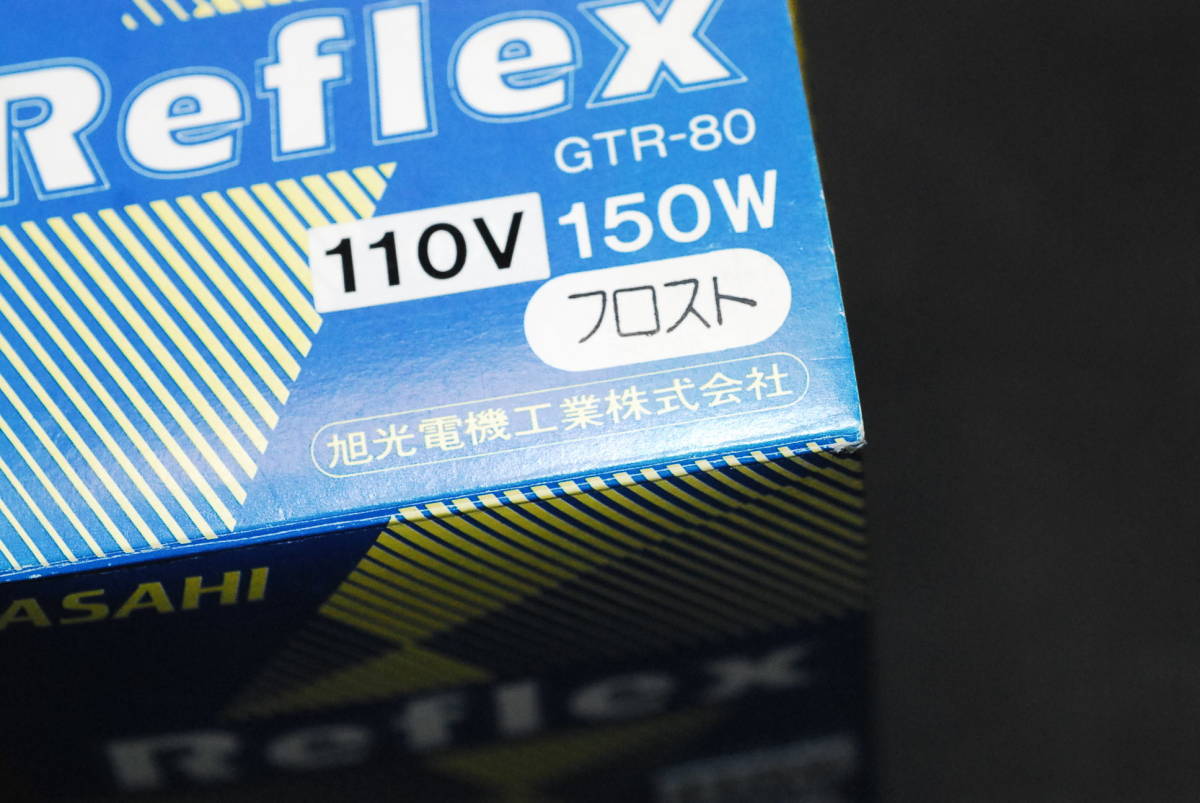 Reflex
GTR-80
110V 150W
フロスト
旭光電機工業株式会社
ASAHI
Reflex